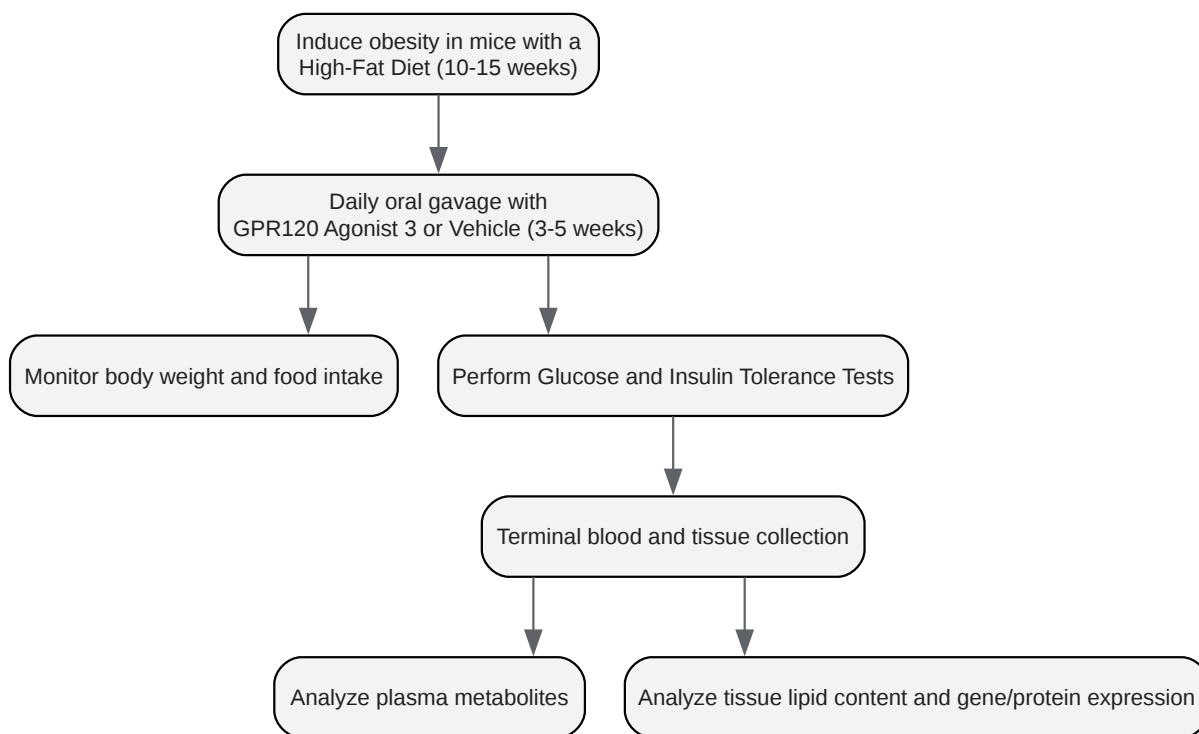 Induce obesity in mice with a
High-Fat Diet (10-15 weeks)
Daily oral gavage with
GPR120 Agonist 3 or Vehicle (3-5 weeks)
Monitor body weight and food intake
Perform Glucose and Insulin Tolerance Tests
Terminal blood and tissue collection
Analyze plasma metabolites
Analyze tissue lipid content and gene/protein expression